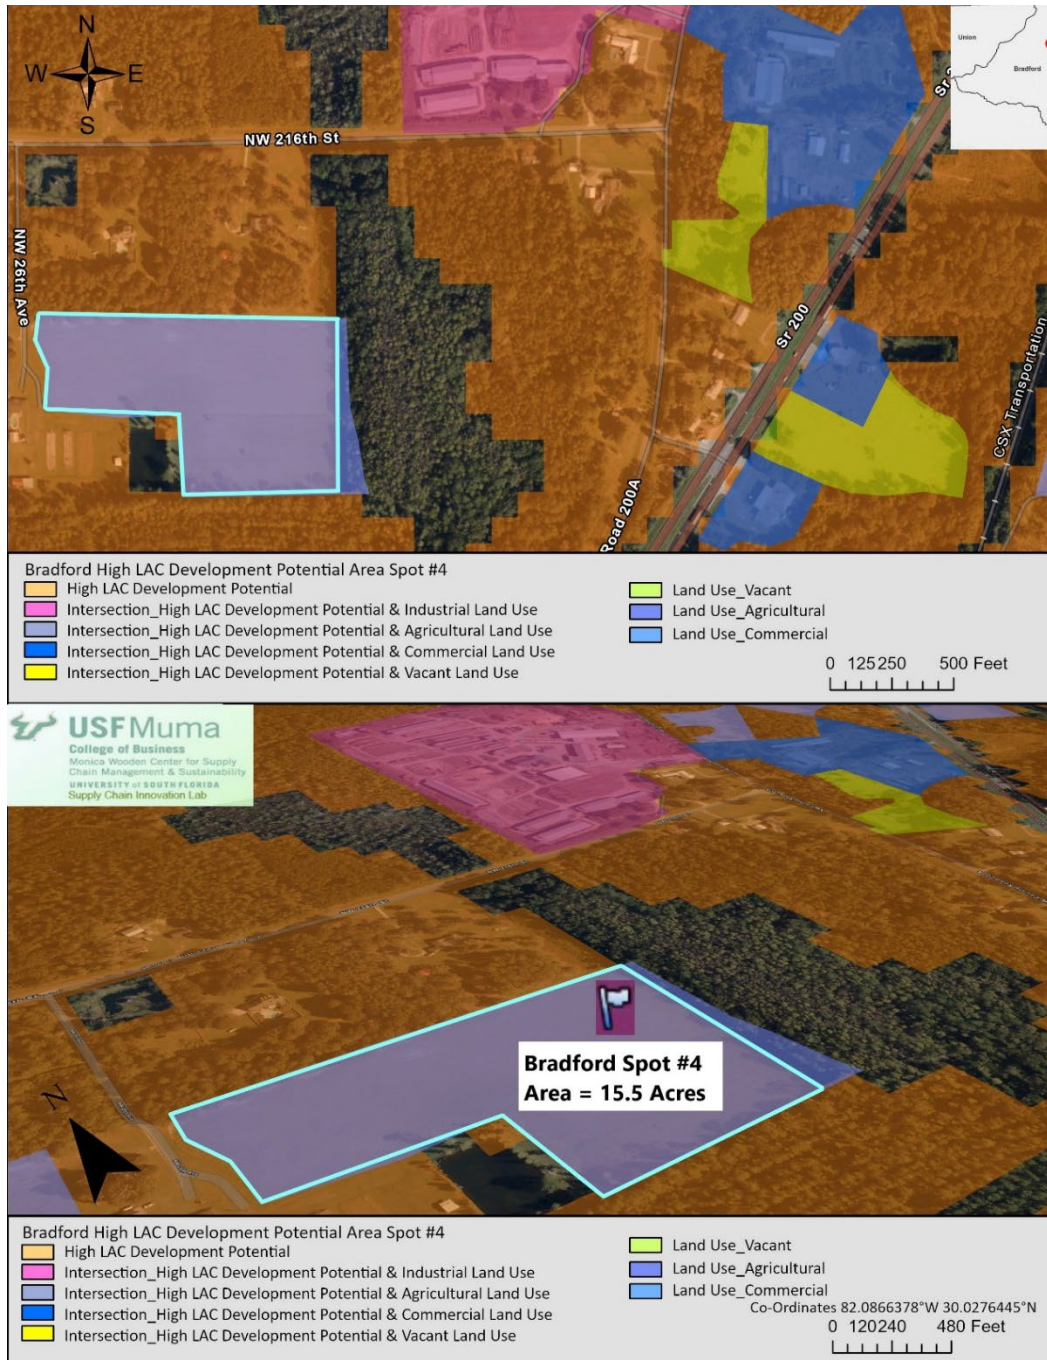 N
W E
S
Union
Bradford
NW 216th St
NW 26th Ave
Sr 200
CSX Transportation
Road 200A
Bradford High LAC Development Potential Area Spot #4
High LAC Development Potential
Intersection_High LAC Development Potential & Industrial Land Use
Intersection_High LAC Development Potential & Agricultural Land Use
Intersection_High LAC Development Potential & Commercial Land Use
Intersection_High LAC Development Potential & Vacant Land Use
Land Use_Vacant
Land Use_Agricultural
Land Use_Commercial
0 125250 500 Feet
USF Muma
College of Business
Monica Wooden Center for Supply
Chain Management & Sustainability
UNIVERSITY of SOUTH FLORIDA
Supply Chain Innovation Lab
Bradford Spot #4
Area = 15.5 Acres
N
Bradford High LAC Development Potential Area Spot #4
High LAC Development Potential
Intersection_High LAC Development Potential & Industrial Land Use
Intersection_High LAC Development Potential & Agricultural Land Use
Intersection_High LAC Development Potential & Commercial Land Use
Intersection_High LAC Development Potential & Vacant Land Use
Land Use_Vacant
Land Use_Agricultural
Land Use_Commercial
Co-Ordinates 82.0866378°W 30.0276445°N
0 120240 480 Feet